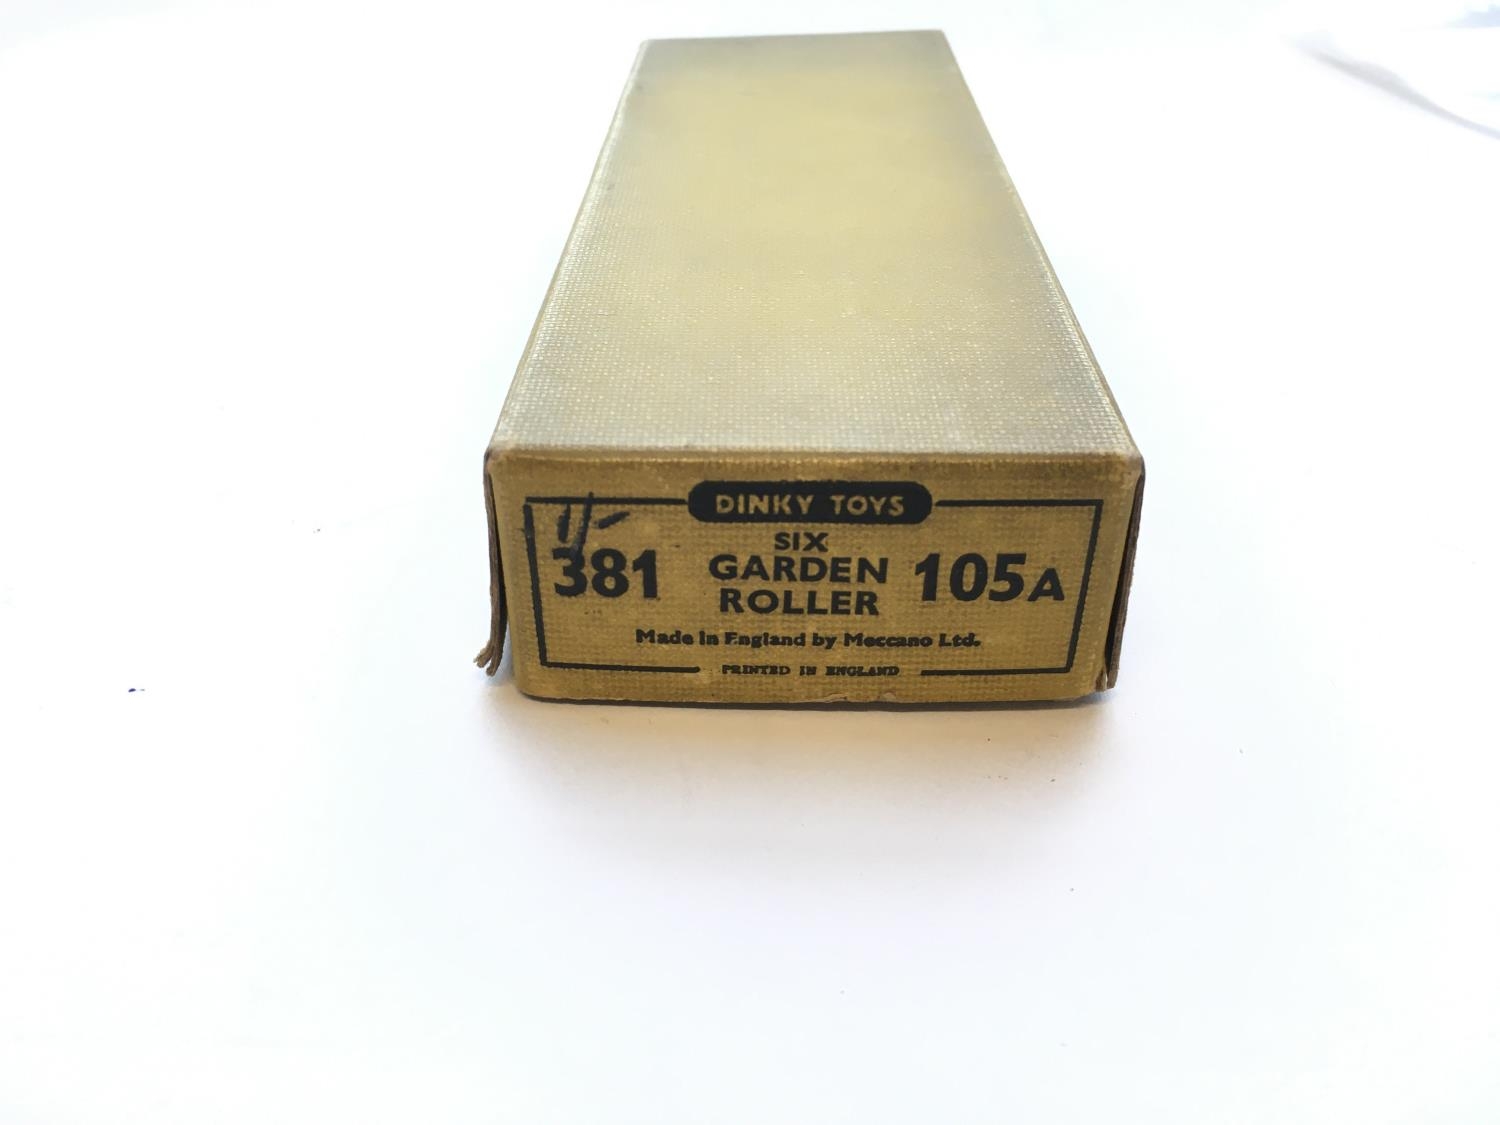 DINKY TOYS
1/-
381 SIX GARDEN ROLLER 105A
Made in England by Meccano Ltd.
PRINTED IN ENGLAND